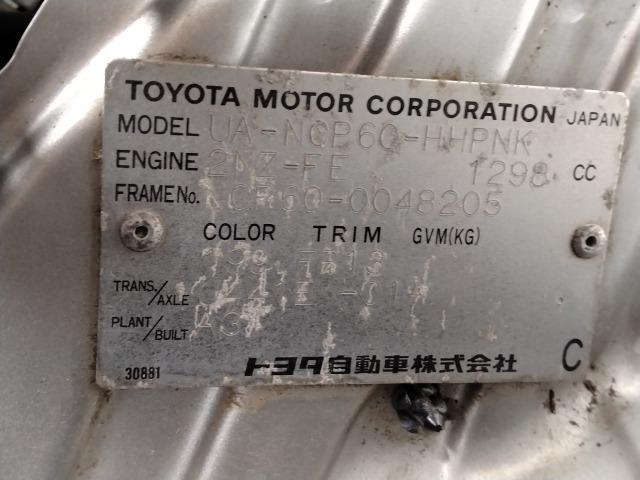 TOYOTA MOTOR CORPORATION JAPAN
MODEL UA-NCP60-HHPNK
ENGINE 2NZ-FE 1298 CC
FRAME No. NCP60-0048205
COLOR TRIM GVM(KG)
TRANS./AXLE
PLANT/BUILT
30881 トヨタ自動車株式会社 C